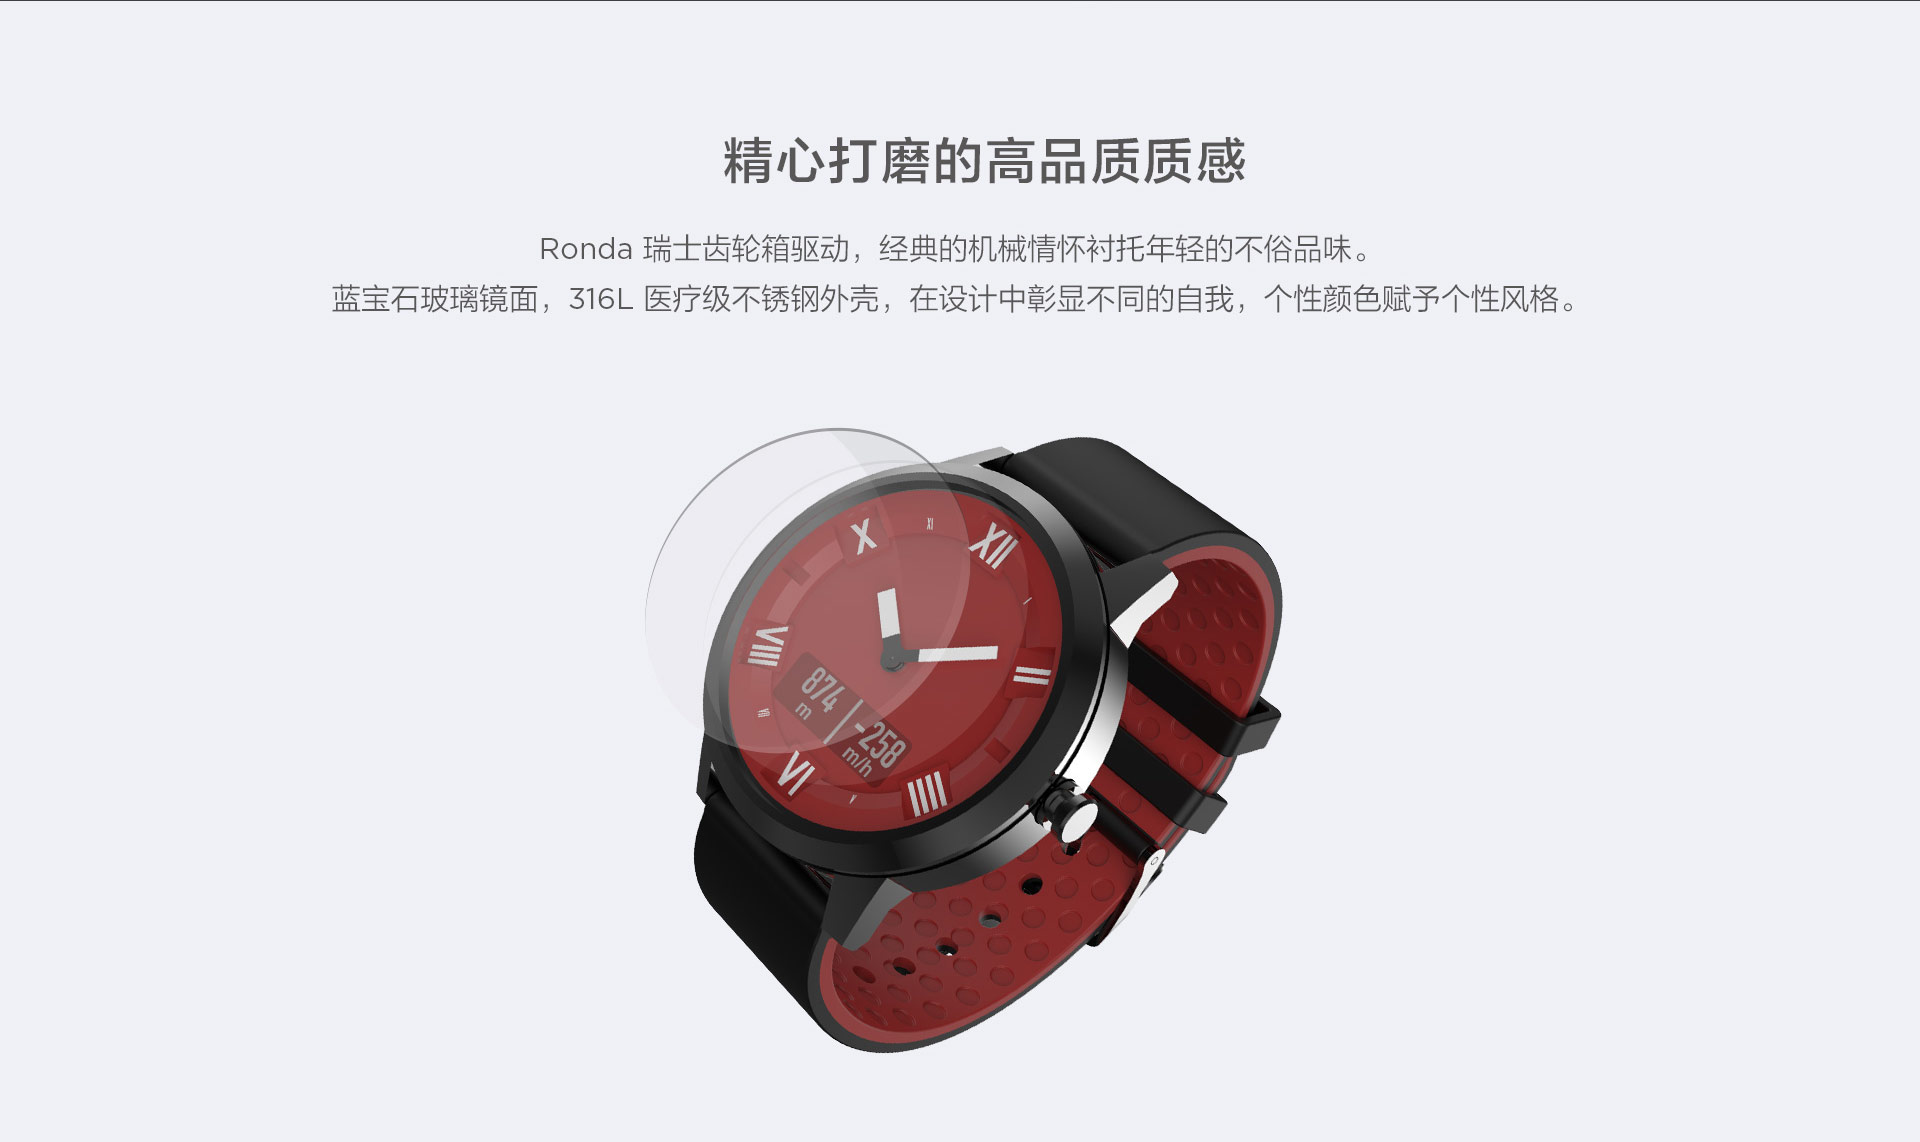 精心打磨的高品质质感
Ronda 瑞士齿轮箱驱动，经典的机械情怀衬托年轻的不俗品味。
蓝宝石玻璃镜面，316L 医疗级不锈钢外壳，在设计中彰显不同的自我，个性颜色赋予个性风格。
X
XI
XII
I
II
VIII
874
m
-258
m/h
VI
V
IIII